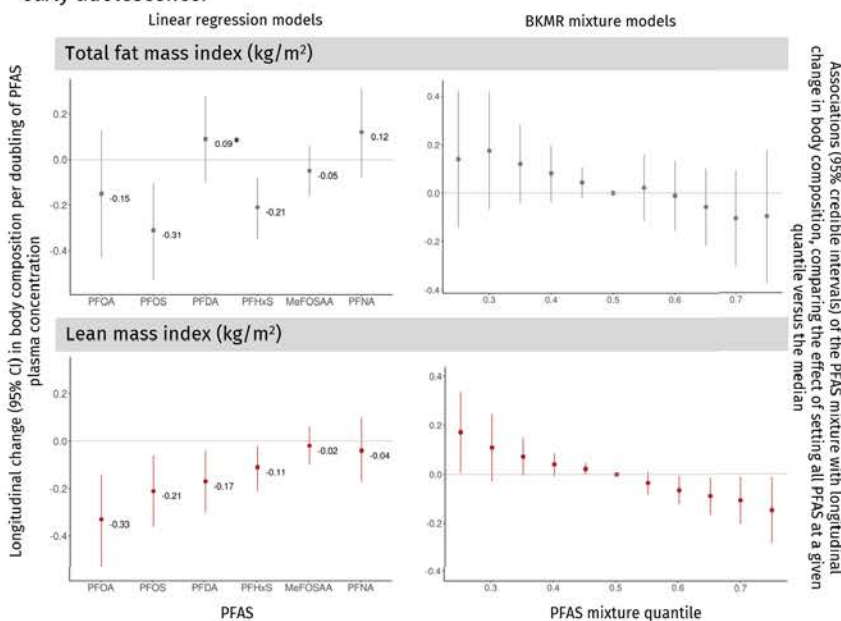 early adolescence.
Linear regression models
BKMR mixture models
Total fat mass index (kg/m²)
Longitudinal change (95% CI) in body composition per doubling of PFAS
plasma concentration
0.2
0.0
-0.2
-0.4
-0.15
-0.31
0.09
-0.21
-0.05
0.12
PFOA
PFOS
PFDA
PFHxS
MeFOSAA
PFNA
0.4
0.2
0.0
-0.2
-0.4
0.3
0.4
0.5
0.6
0.7
Lean mass index (kg/m²)
0.2
0.0
-0.2
-0.4
-0.33
-0.21
-0.17
-0.11
-0.02
-0.04
PFOA
PFOS
PFDA
PFHxS
MeFOSAA
PFNA
PFAS
0.4
0.2
0.0
-0.2
-0.4
0.3
0.4
0.5
0.6
0.7
PFAS mixture quantile
Associations (95% credible intervals) of the PFAS mixture with longitudinal
change in body composition, comparing the effect of setting all PFAS at a given
quantile versus the median